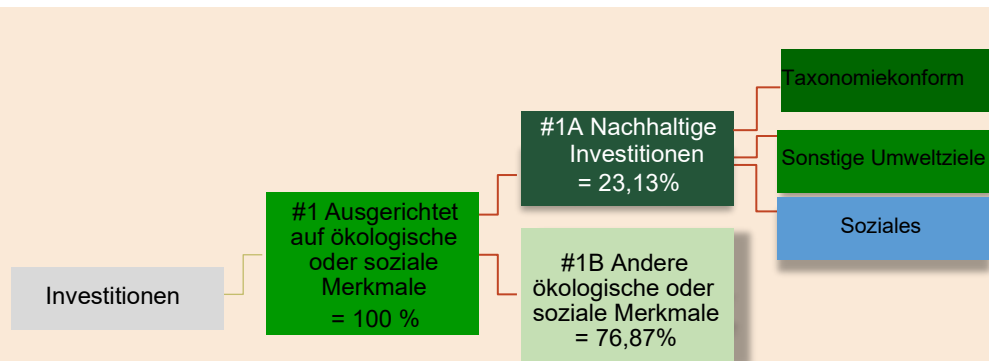 Investitionen
#1 Ausgerichtet
auf ökologische
oder soziale
Merkmale
= 100 %
#1A Nachhaltige
Investitionen
= 23,13%
#1B Andere
ökologische oder
soziale Merkmale
= 76,87%
Taxonomiekonform
Sonstige Umweltziele
Soziales